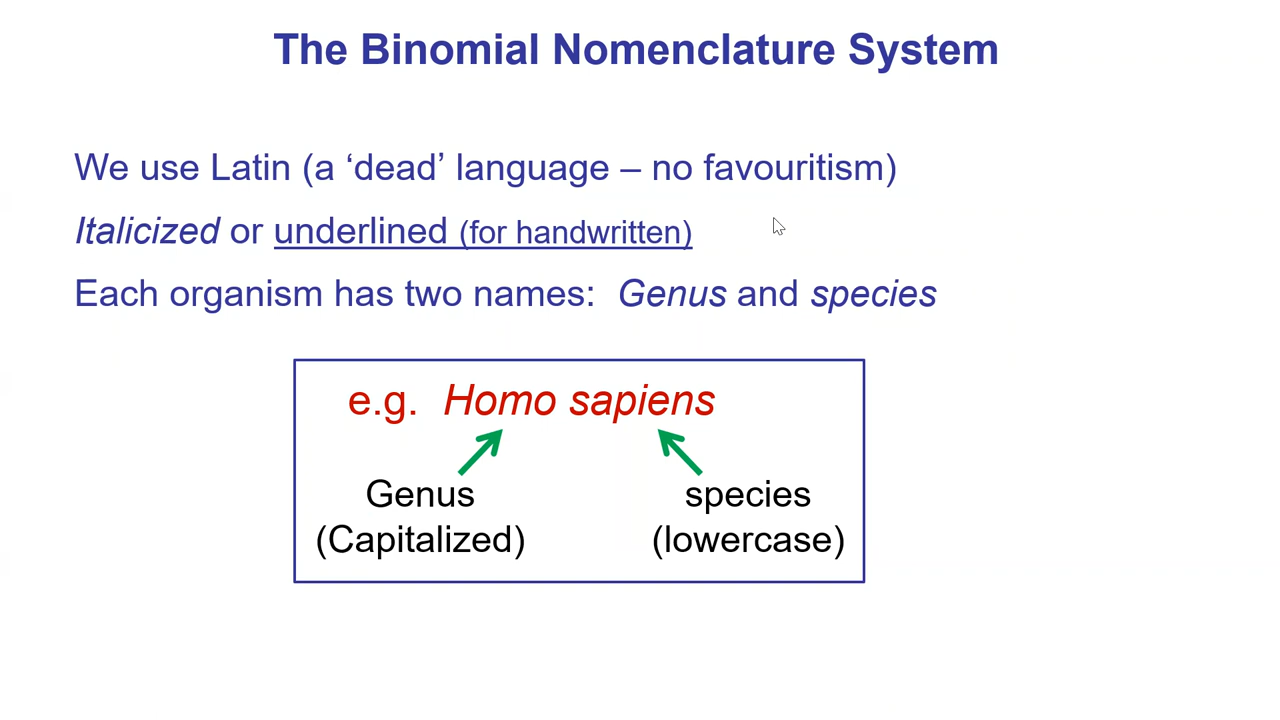 The Binomial Nomenclature System
We use Latin (a ‘dead’ language – no favouritism)
Italicized or underlined (for handwritten)
Each organism has two names: Genus and species
e.g. Homo sapiens
Genus
(Capitalized)
species
(lowercase)